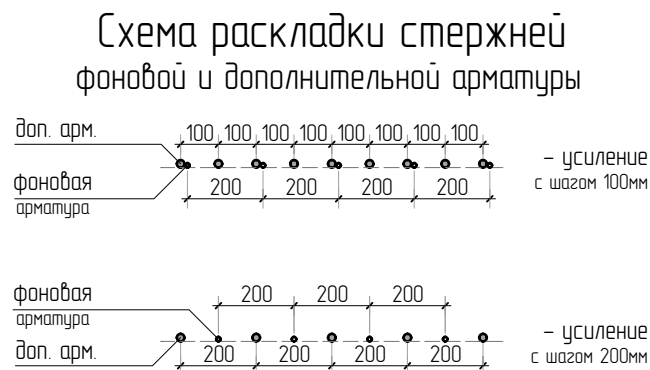 Схема раскладки стержней
фоновой и дополнительной арматуры
доп. арм.
100 100 100 100 100 100 100 100
фоновая
арматура
200 200 200 200
– усиление
с шагом 100мм
фоновая
арматура
200 200 200
доп. арм.
200 200 200 200
– усиление
с шагом 200мм